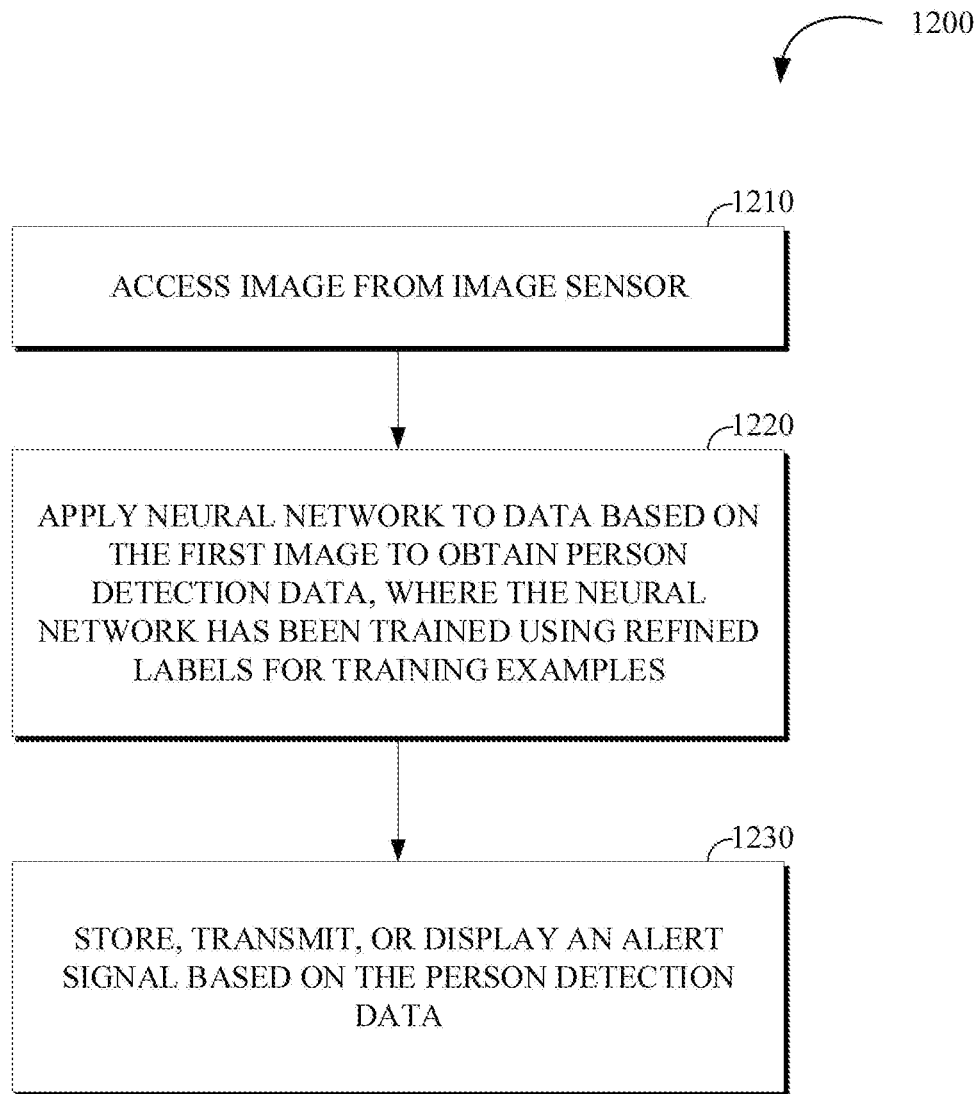 1200
1210
ACCESS IMAGE FROM IMAGE SENSOR
1220
APPLY NEURAL NETWORK TO DATA BASED ON
THE FIRST IMAGE TO OBTAIN PERSON
DETECTION DATA, WHERE THE NEURAL
NETWORK HAS BEEN TRAINED USING REFINED
LABELS FOR TRAINING EXAMPLES
1230
STORE, TRANSMIT, OR DISPLAY AN ALERT
SIGNAL BASED ON THE PERSON DETECTION
DATA